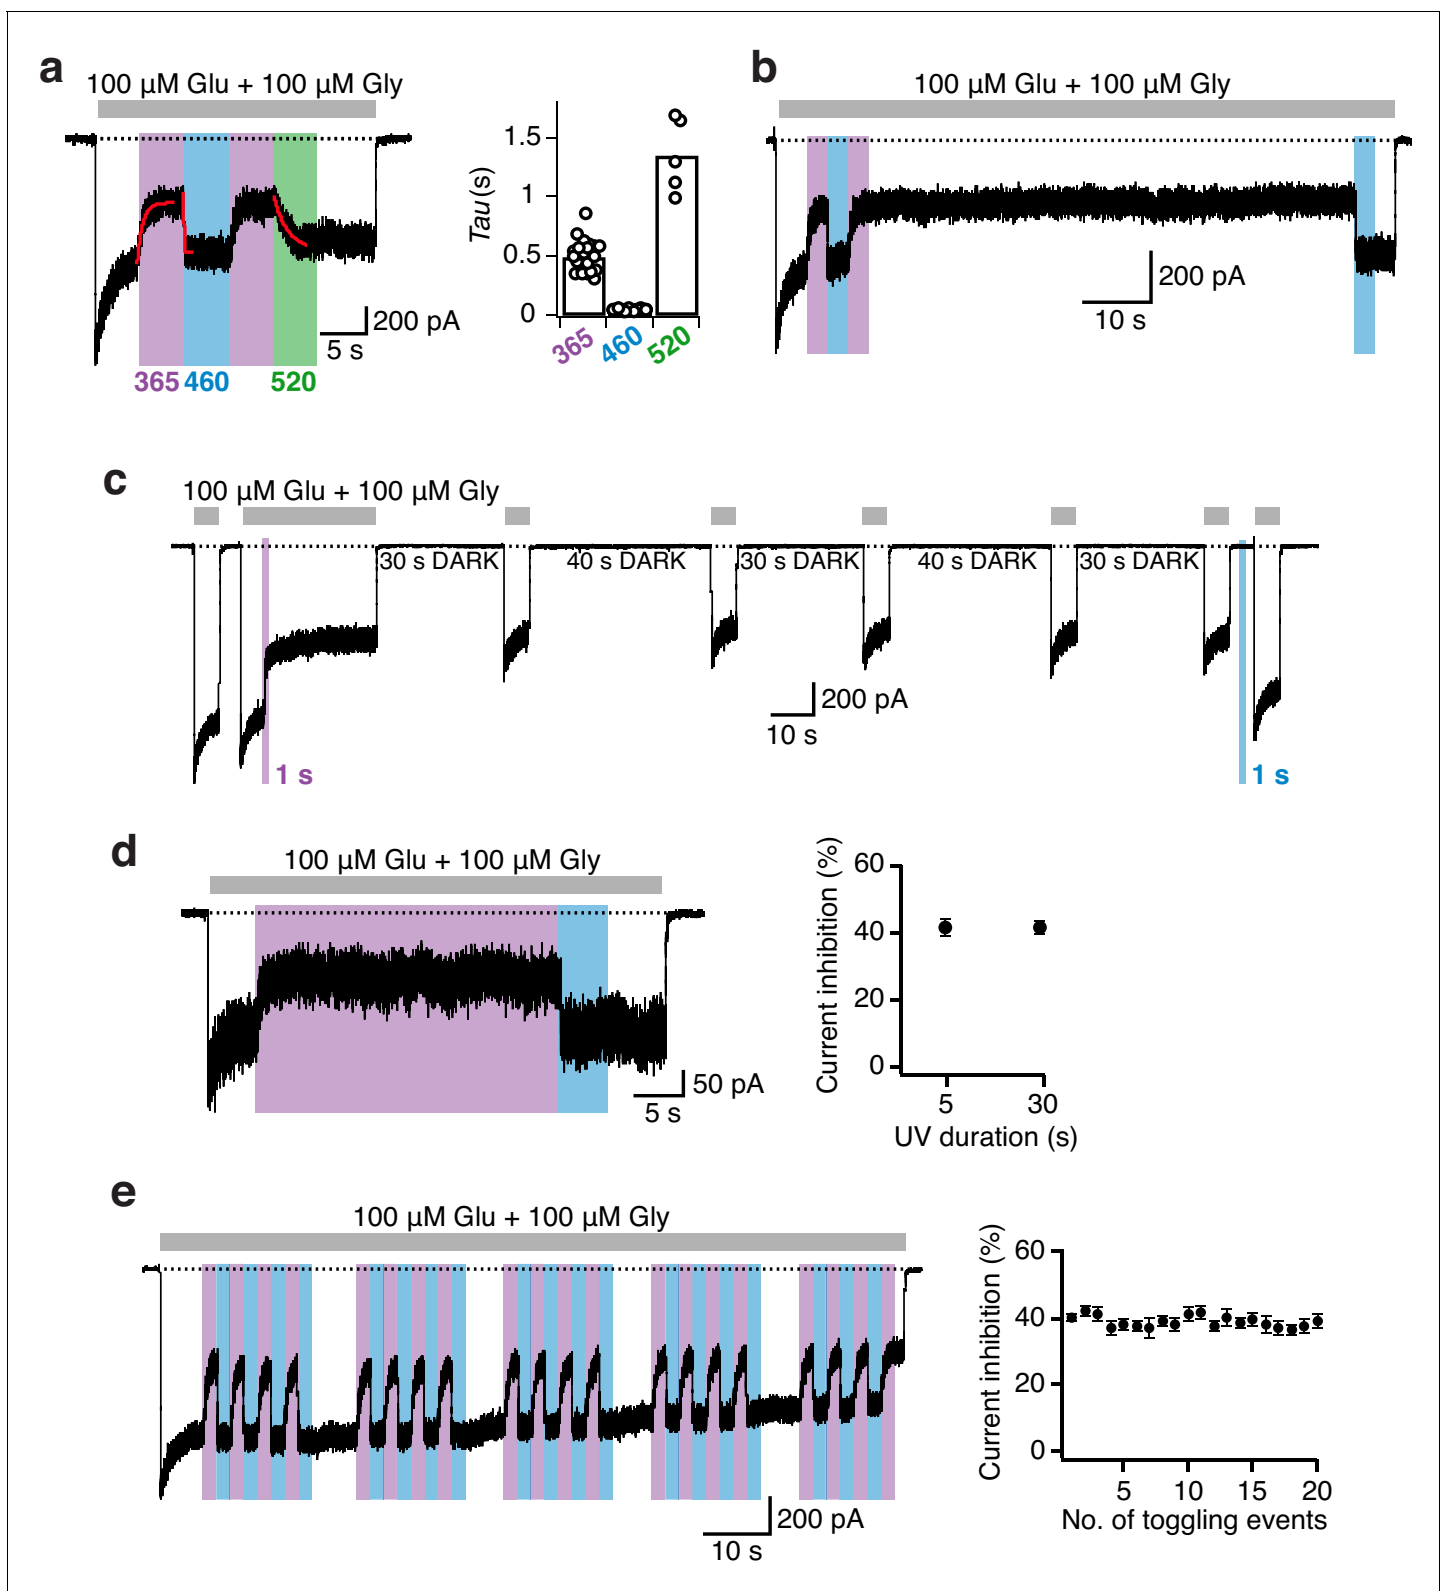 a
100 µM Glu + 100 µM Gly
200 pA
5 s
365 460 520
Tau (s)
1.5
1
0.5
0
365 460 520
b
100 µM Glu + 100 µM Gly
200 pA
10 s
c
100 µM Glu + 100 µM Gly
30 s DARK 40 s DARK 30 s DARK 40 s DARK 30 s DARK
200 pA
10 s
1 s
1 s
d
100 µM Glu + 100 µM Gly
50 pA
5 s
Current inhibition (%)
60
40
20
0
5 30
UV duration (s)
e
100 µM Glu + 100 µM Gly
200 pA
10 s
Current inhibition (%)
60
40
20
0
5 10 15 20
No. of toggling events